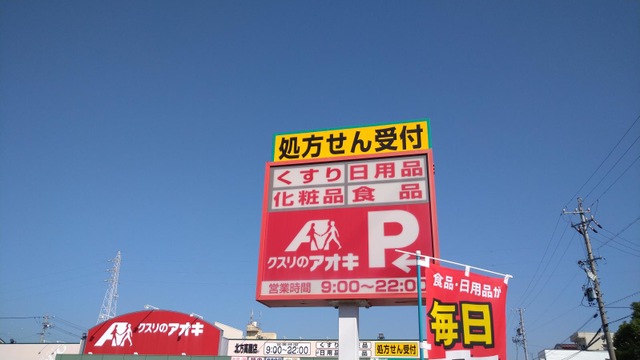 処方せん受付
くすり 日用品
化粧品 食品
P
クスリのアオキ
営業時間 9:00～22:00
食品・日用品が
毎日
クスリのアオキ
9:00～22:00
処方せん受付